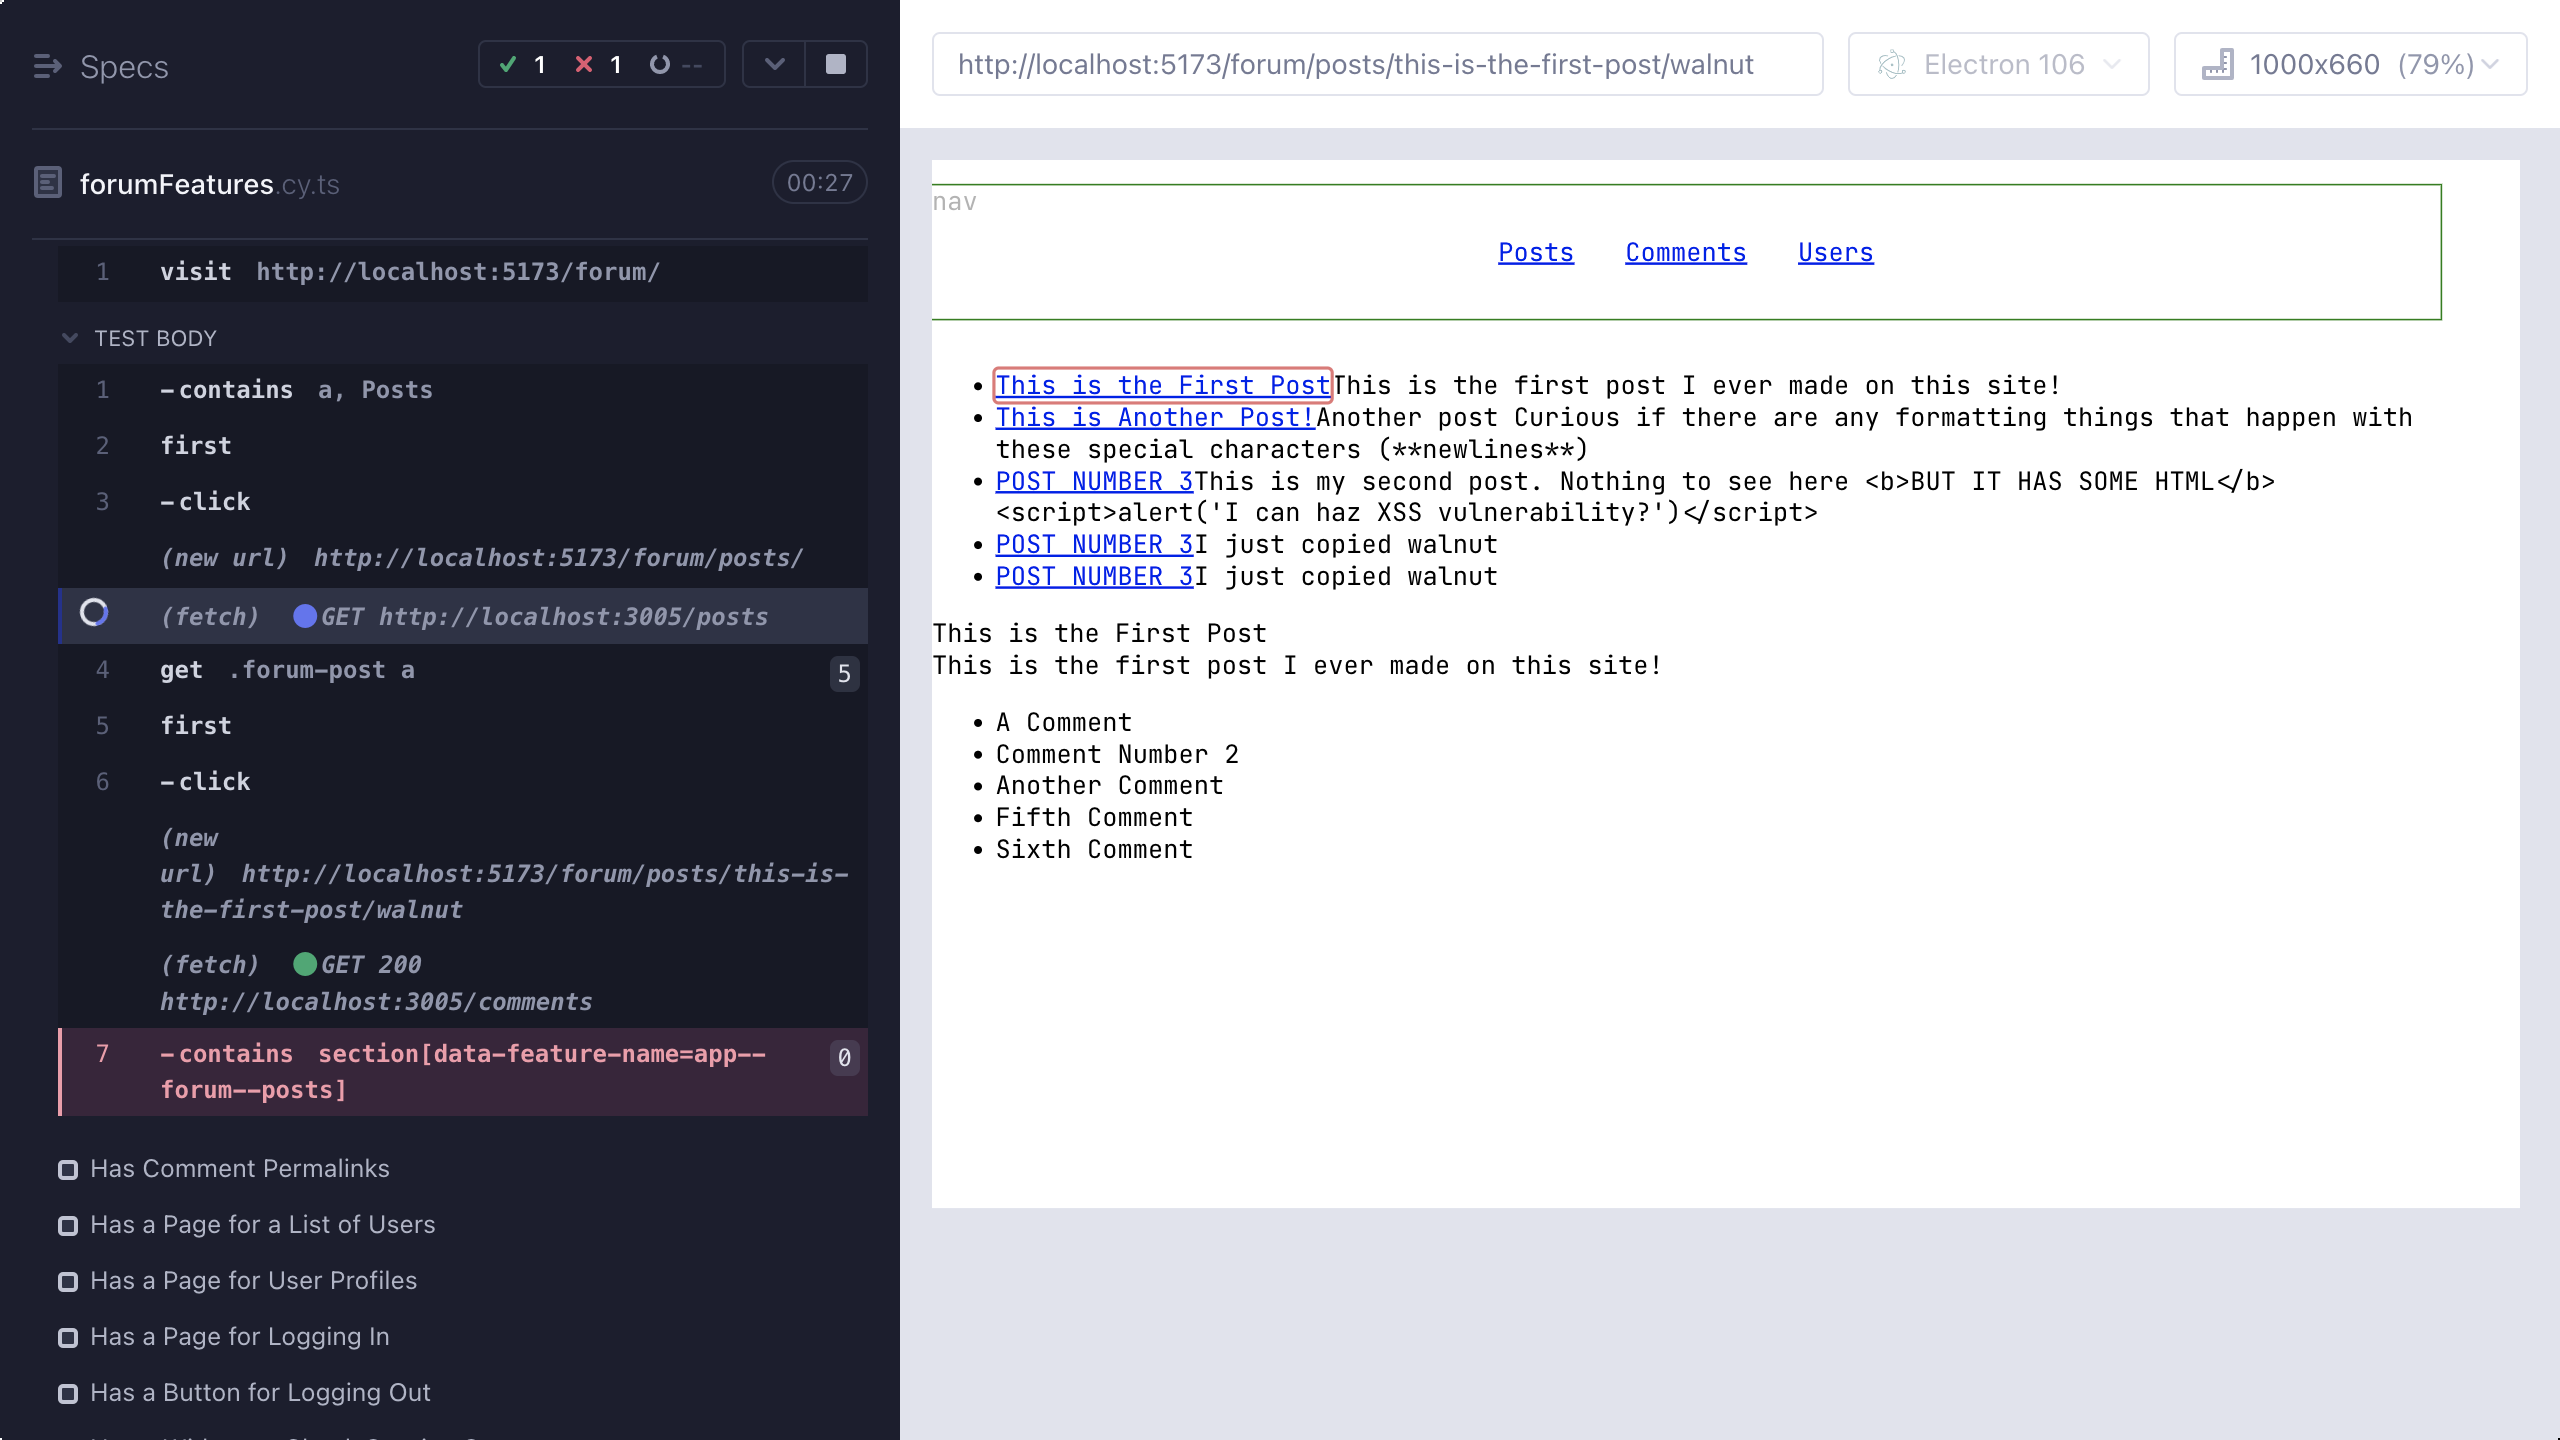 Specs
1 1 --
forumFeatures.cy.ts 00:27
1 visit http://localhost:5173/forum/
TEST BODY
1 -contains a, Posts
2 first
3 -click
(new url) http://localhost:5173/forum/posts/
(fetch) GET http://localhost:3005/posts
4 get .forum-post a 5
5 first
6 -click
(new
url) http://localhost:5173/forum/posts/this-is-
the-first-post/walnut
(fetch) GET 200
http://localhost:3005/comments
7 -contains section[data-feature-name=app-- 0
forum--posts]
Has Comment Permalinks
Has a Page for a List of Users
Has a Page for User Profiles
Has a Page for Logging In
Has a Button for Logging Out
http://localhost:5173/forum/posts/this-is-the-first-post/walnut
Electron 106
1000x660 (79%)
nav
Posts Comments Users
• This is the First PostThis is the first post I ever made on this site!
• This is Another Post!Another post Curious if there are any formatting things that happen with
these special characters (**newlines**)
• POST NUMBER 3This is my second post. Nothing to see here <b>BUT IT HAS SOME HTML</b>
<script>alert('I can haz XSS vulnerability?')</script>
• POST NUMBER 3I just copied walnut
• POST NUMBER 3I just copied walnut
This is the First Post
This is the first post I ever made on this site!
• A Comment
• Comment Number 2
• Another Comment
• Fifth Comment
• Sixth Comment